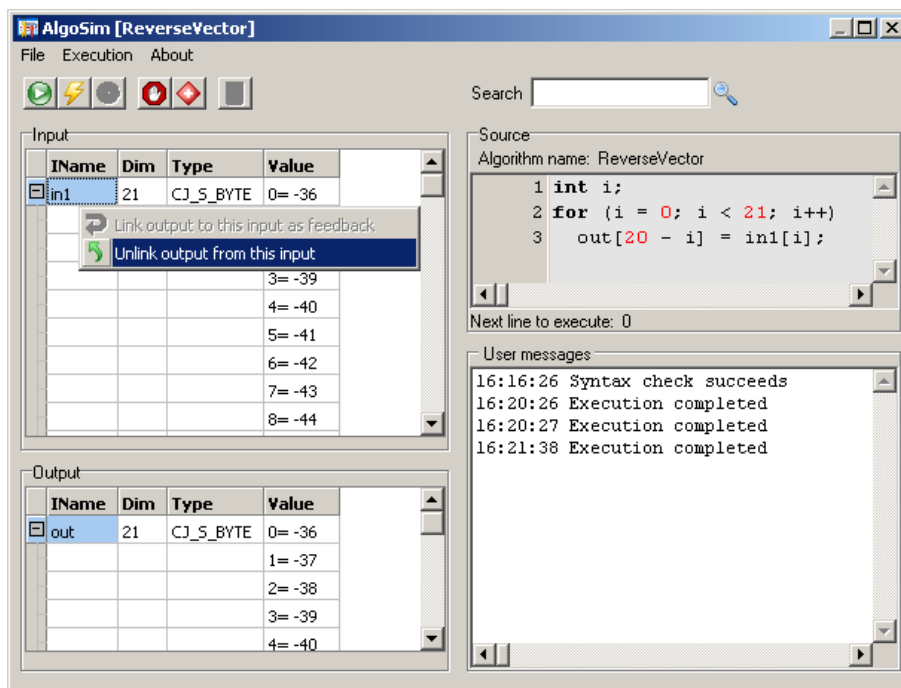 AlgoSim [ReverseVector]
File Execution About
Search
Input
IName Dim Type Value
in1 21 CJ_S_BYTE 0= -36
Link output to this input as feedback
Unlink output from this input
3= -39
4= -40
5= -41
6= -42
7= -43
8= -44
Output
IName Dim Type Value
out 21 CJ_S_BYTE 0= -36
1= -37
2= -38
3= -39
4= -40
Source
Algorithm name: ReverseVector
1 int i;
2 for (i = 0; i < 21; i++)
3 out[20 - i] = in1[i];
Next line to execute: 0
User messages
16:16:26 Syntax check succeeds
16:20:26 Execution completed
16:20:27 Execution completed
16:21:38 Execution completed